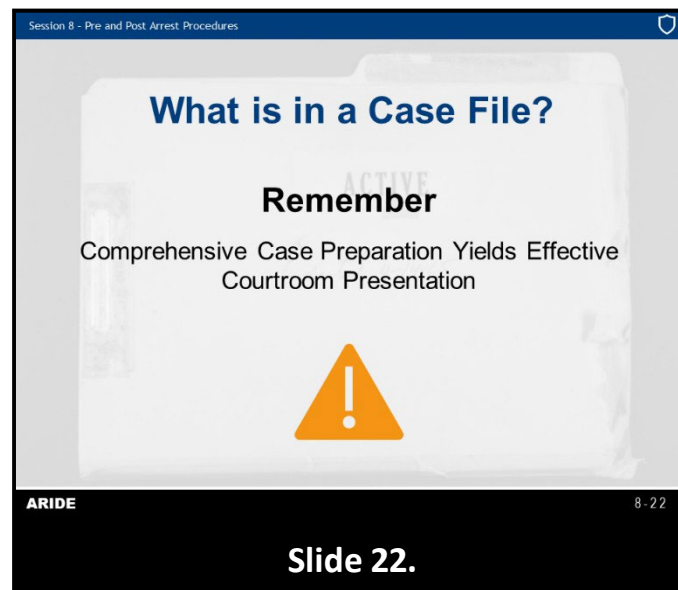 Session 8 - Pre and Post Arrest Procedures
What is in a Case File?
ACTIVE
Remember
Comprehensive Case Preparation Yields Effective
Courtroom Presentation
ARIDE
8-22
Slide 22.